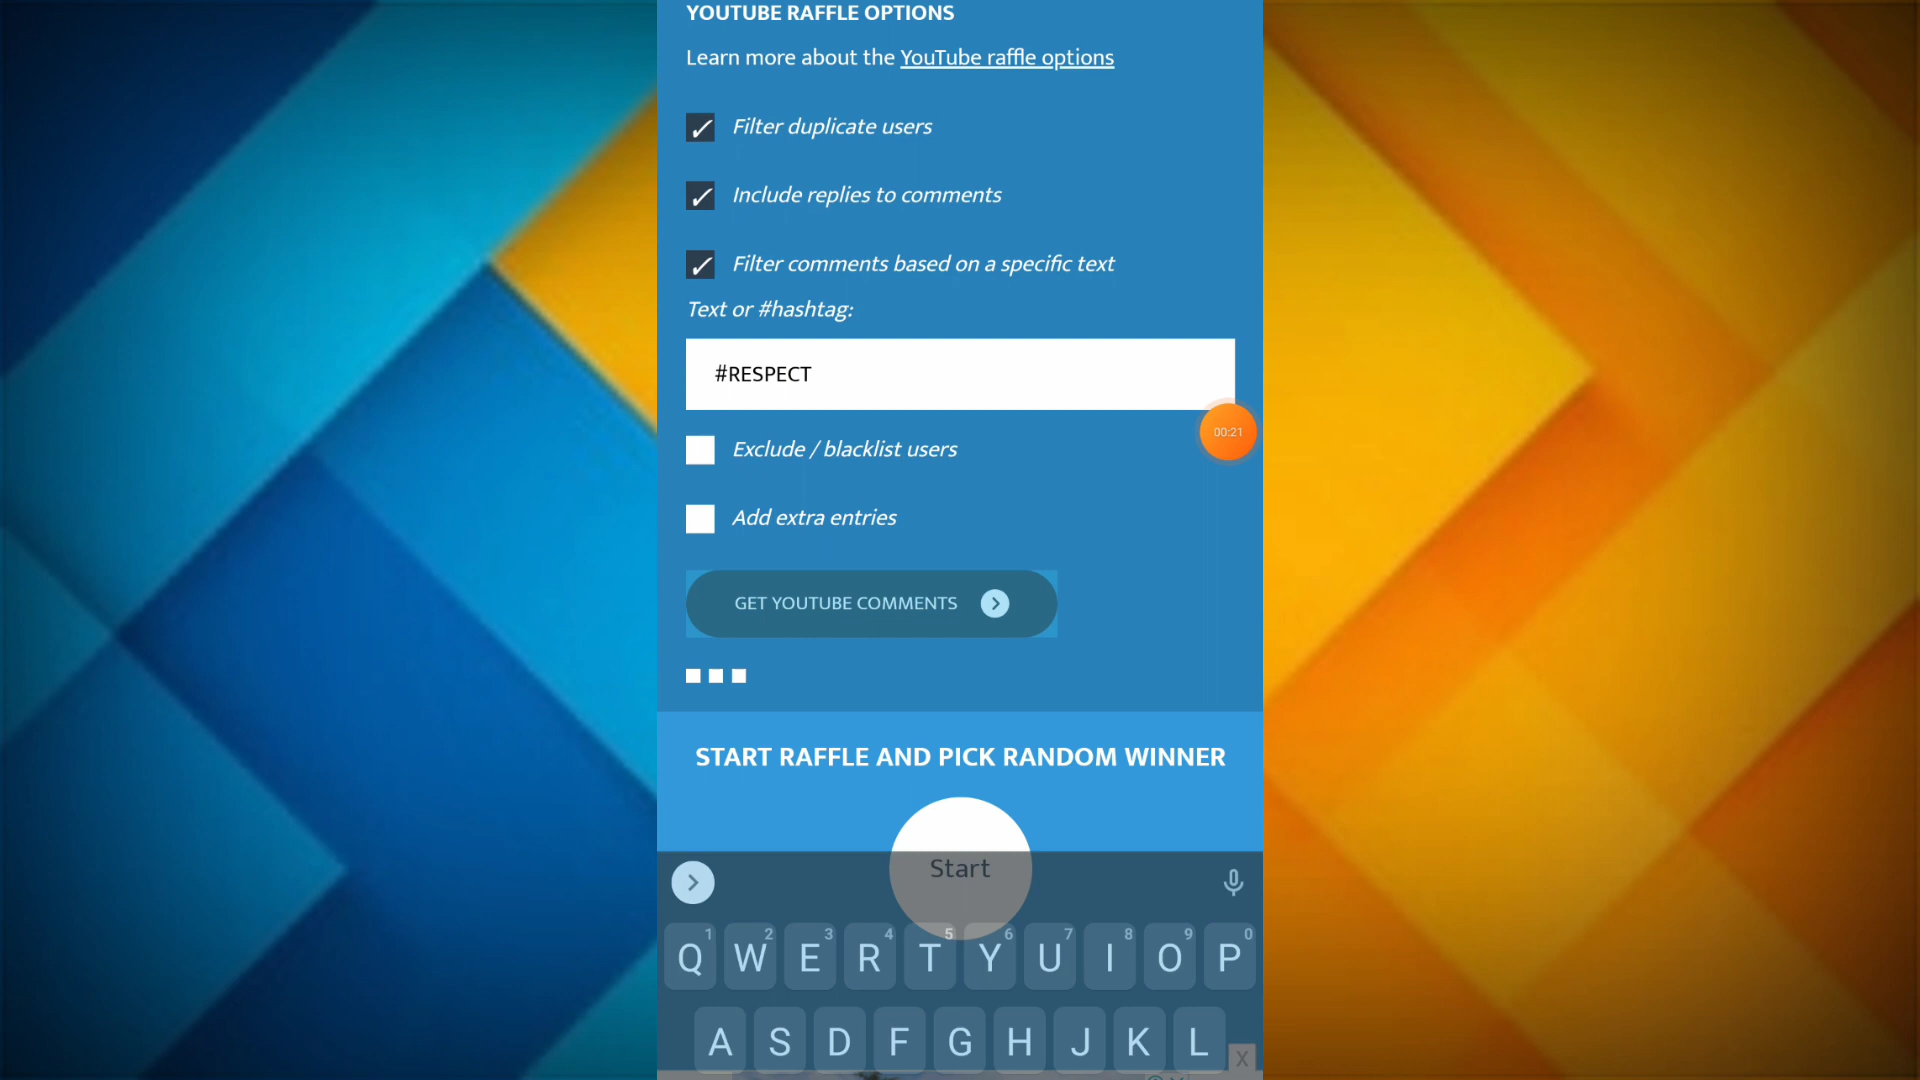 YOUTUBE RAFFLE OPTIONS
Learn more about the YouTube raffle options
Filter duplicate users
Include replies to comments
Filter comments based on a specific text
Text or #hashtag:
#RESPECT
00:21
Exclude / blacklist users
Add extra entries
GET YOUTUBE COMMENTS
START RAFFLE AND PICK RANDOM WINNER
Start
1 2 3 4 5 6 7 8 9 0
Q W E R T Y U I O P
A S D F G H J K L
X